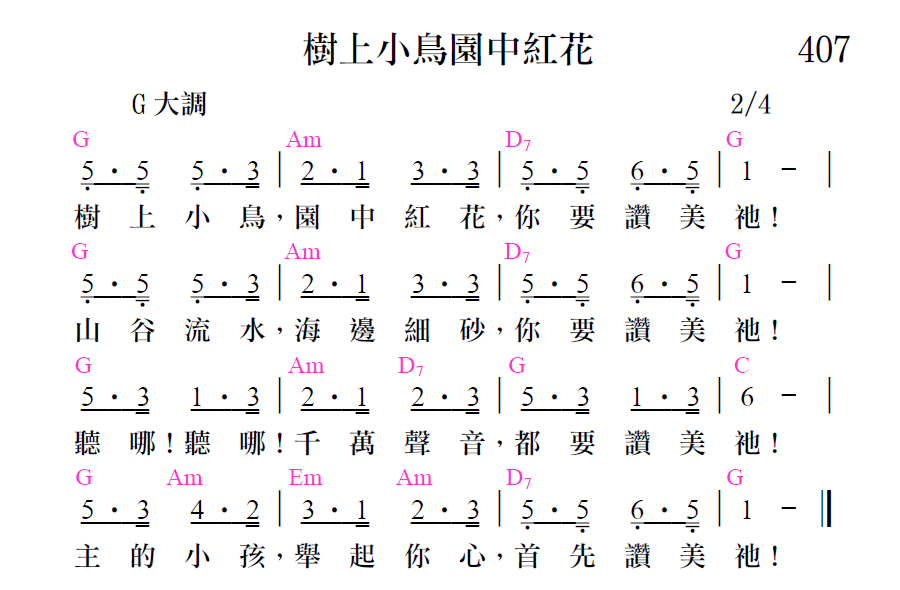 樹上小鳥園中紅花 407
G 大調 2/4
G Am D7 G
5 · 5 5 · 3 | 2 · 1 3 · 3 | 5 · 5 6 · 5 | 1 – |
樹上小鳥，園中紅花，你要讚美祂！
G Am D7 G
5 · 5 5 · 3 | 2 · 1 3 · 3 | 5 · 5 6 · 5 | 1 – |
山谷流水，海邊細砂，你要讚美祂！
G Am D7 G C
5 · 3 1 · 3 | 2 · 1 2 · 3 | 5 · 3 1 · 3 | 6 – |
聽哪！聽哪！千萬聲音，都要讚美祂！
G Am Em Am D7 G
5 · 3 4 · 2 | 3 · 1 2 · 3 | 5 · 5 6 · 5 | 1 – ‖
主的小孩，舉起你心，首先讚美祂！